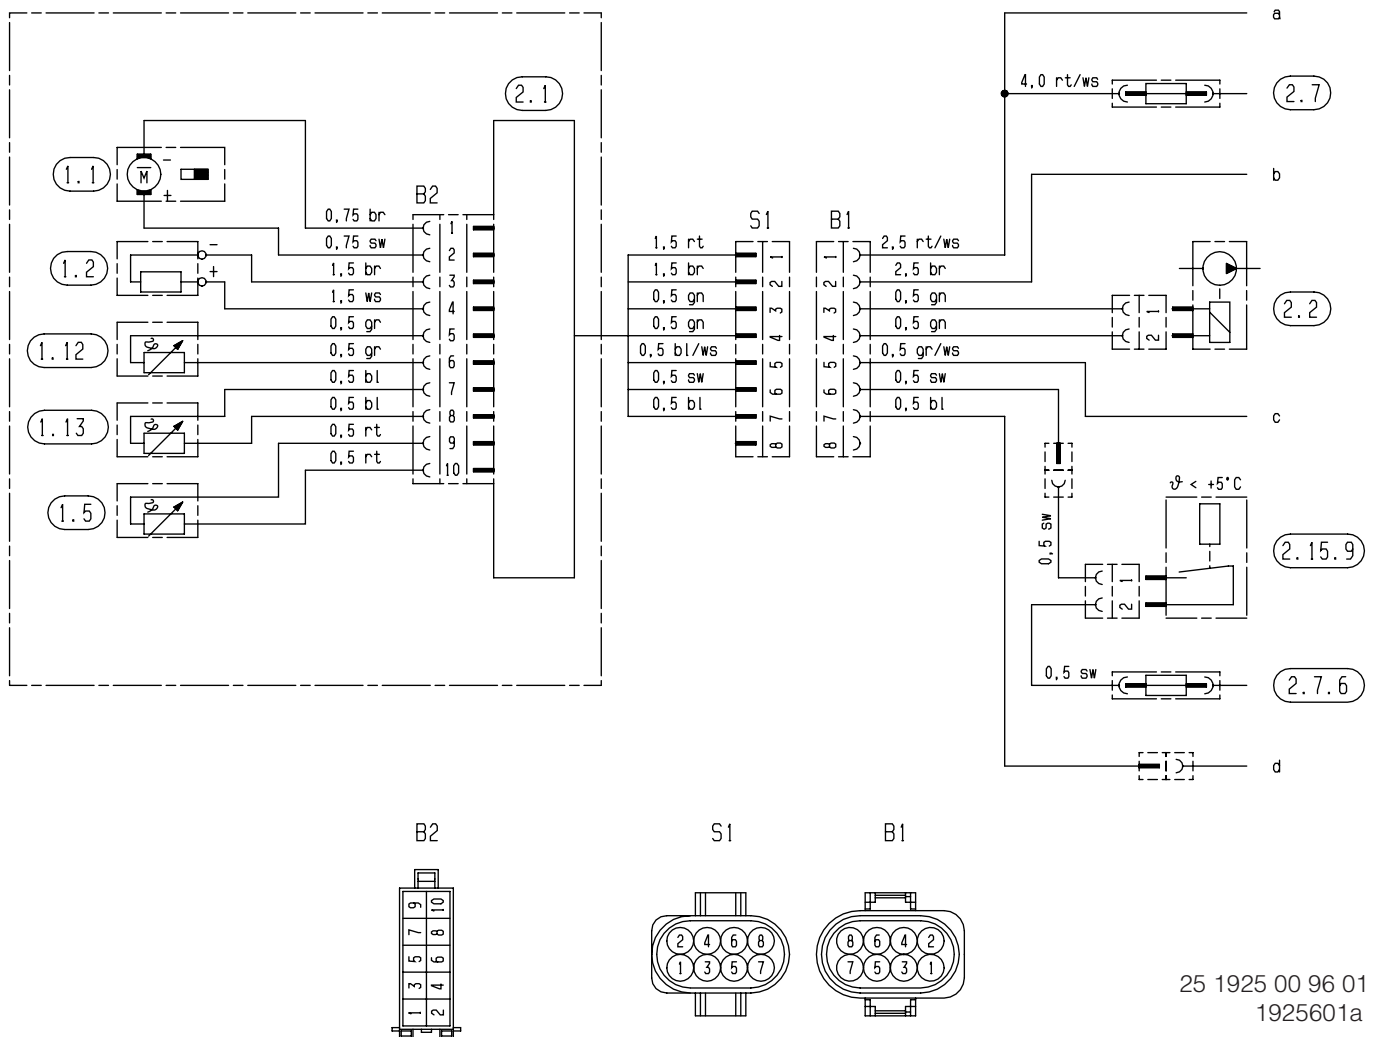 a
2.1
4,0 rt/ws
2.7
1.1
M
-
+
B2
b
0,75 br
1
S1
B1
0,75 sw
2
1,5 rt
1
1
2,5 rt/ws
1.2
-
+
1,5 br
3
1,5 br
2
2
2,5 br
1,5 ws
4
0,5 gn
3
3
0,5 gn
1
2.2
0,5 gr
5
0,5 gn
4
4
0,5 gn
2
1.12
ϑ
0,5 gr
6
0,5 bl/ws
5
5
0,5 gr/ws
0,5 bl
7
0,5 sw
6
6
0,5 sw
1.13
ϑ
0,5 bl
8
0,5 bl
7
7
0,5 bl
c
0,5 rt
9
8
8
0,5 rt
10
ϑ < +5°C
1.5
ϑ
0,5 sw
2.15.9
1
2
0,5 sw
2.7.6
d
B2
S1
B1
9 10
7 8
5 6
3 4
1 2
2 4 6 8
1 3 5 7
8 6 4 2
7 5 3 1
25 1925 00 96 01
1925601a